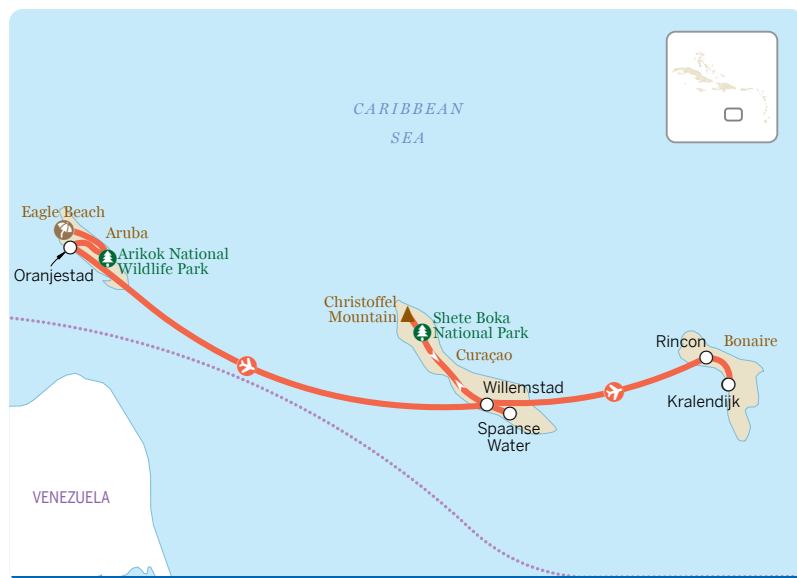 CARIBBEAN
SEA
Eagle Beach
Aruba
Arikok National
Wildlife Park
Oranjestad
Christoffel
Mountain
Shete Boka
National Park
Curaçao
Rincon
Bonaire
Willemstad
Kralendijk
Spaanse
Water
VENEZUELA